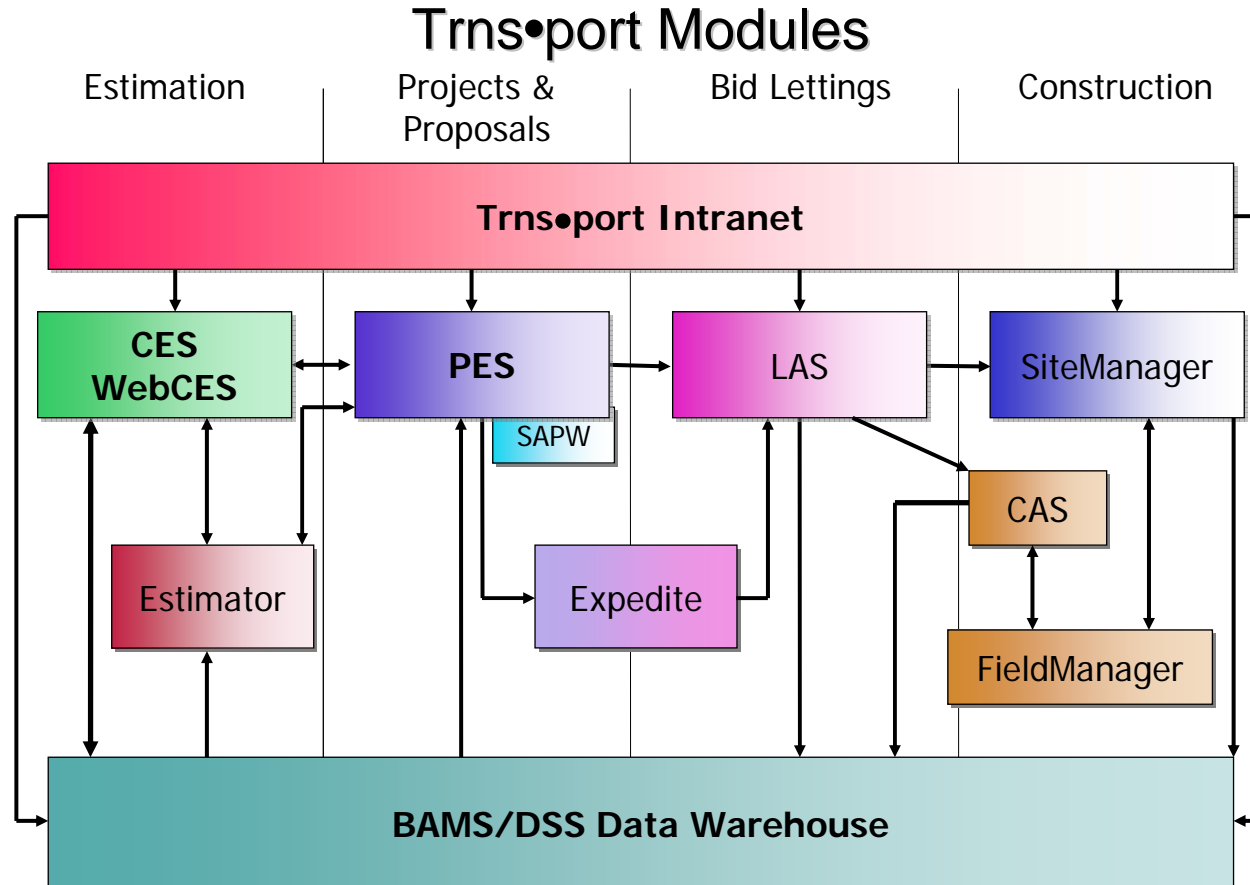 Trns•port Modules
Estimation
Projects &
Proposals
Bid Lettings
Construction
Trns•port Intranet
CES
WebCES
PES
LAS
SiteManager
SAPW
CAS
Estimator
Expedite
FieldManager
BAMS/DSS Data Warehouse